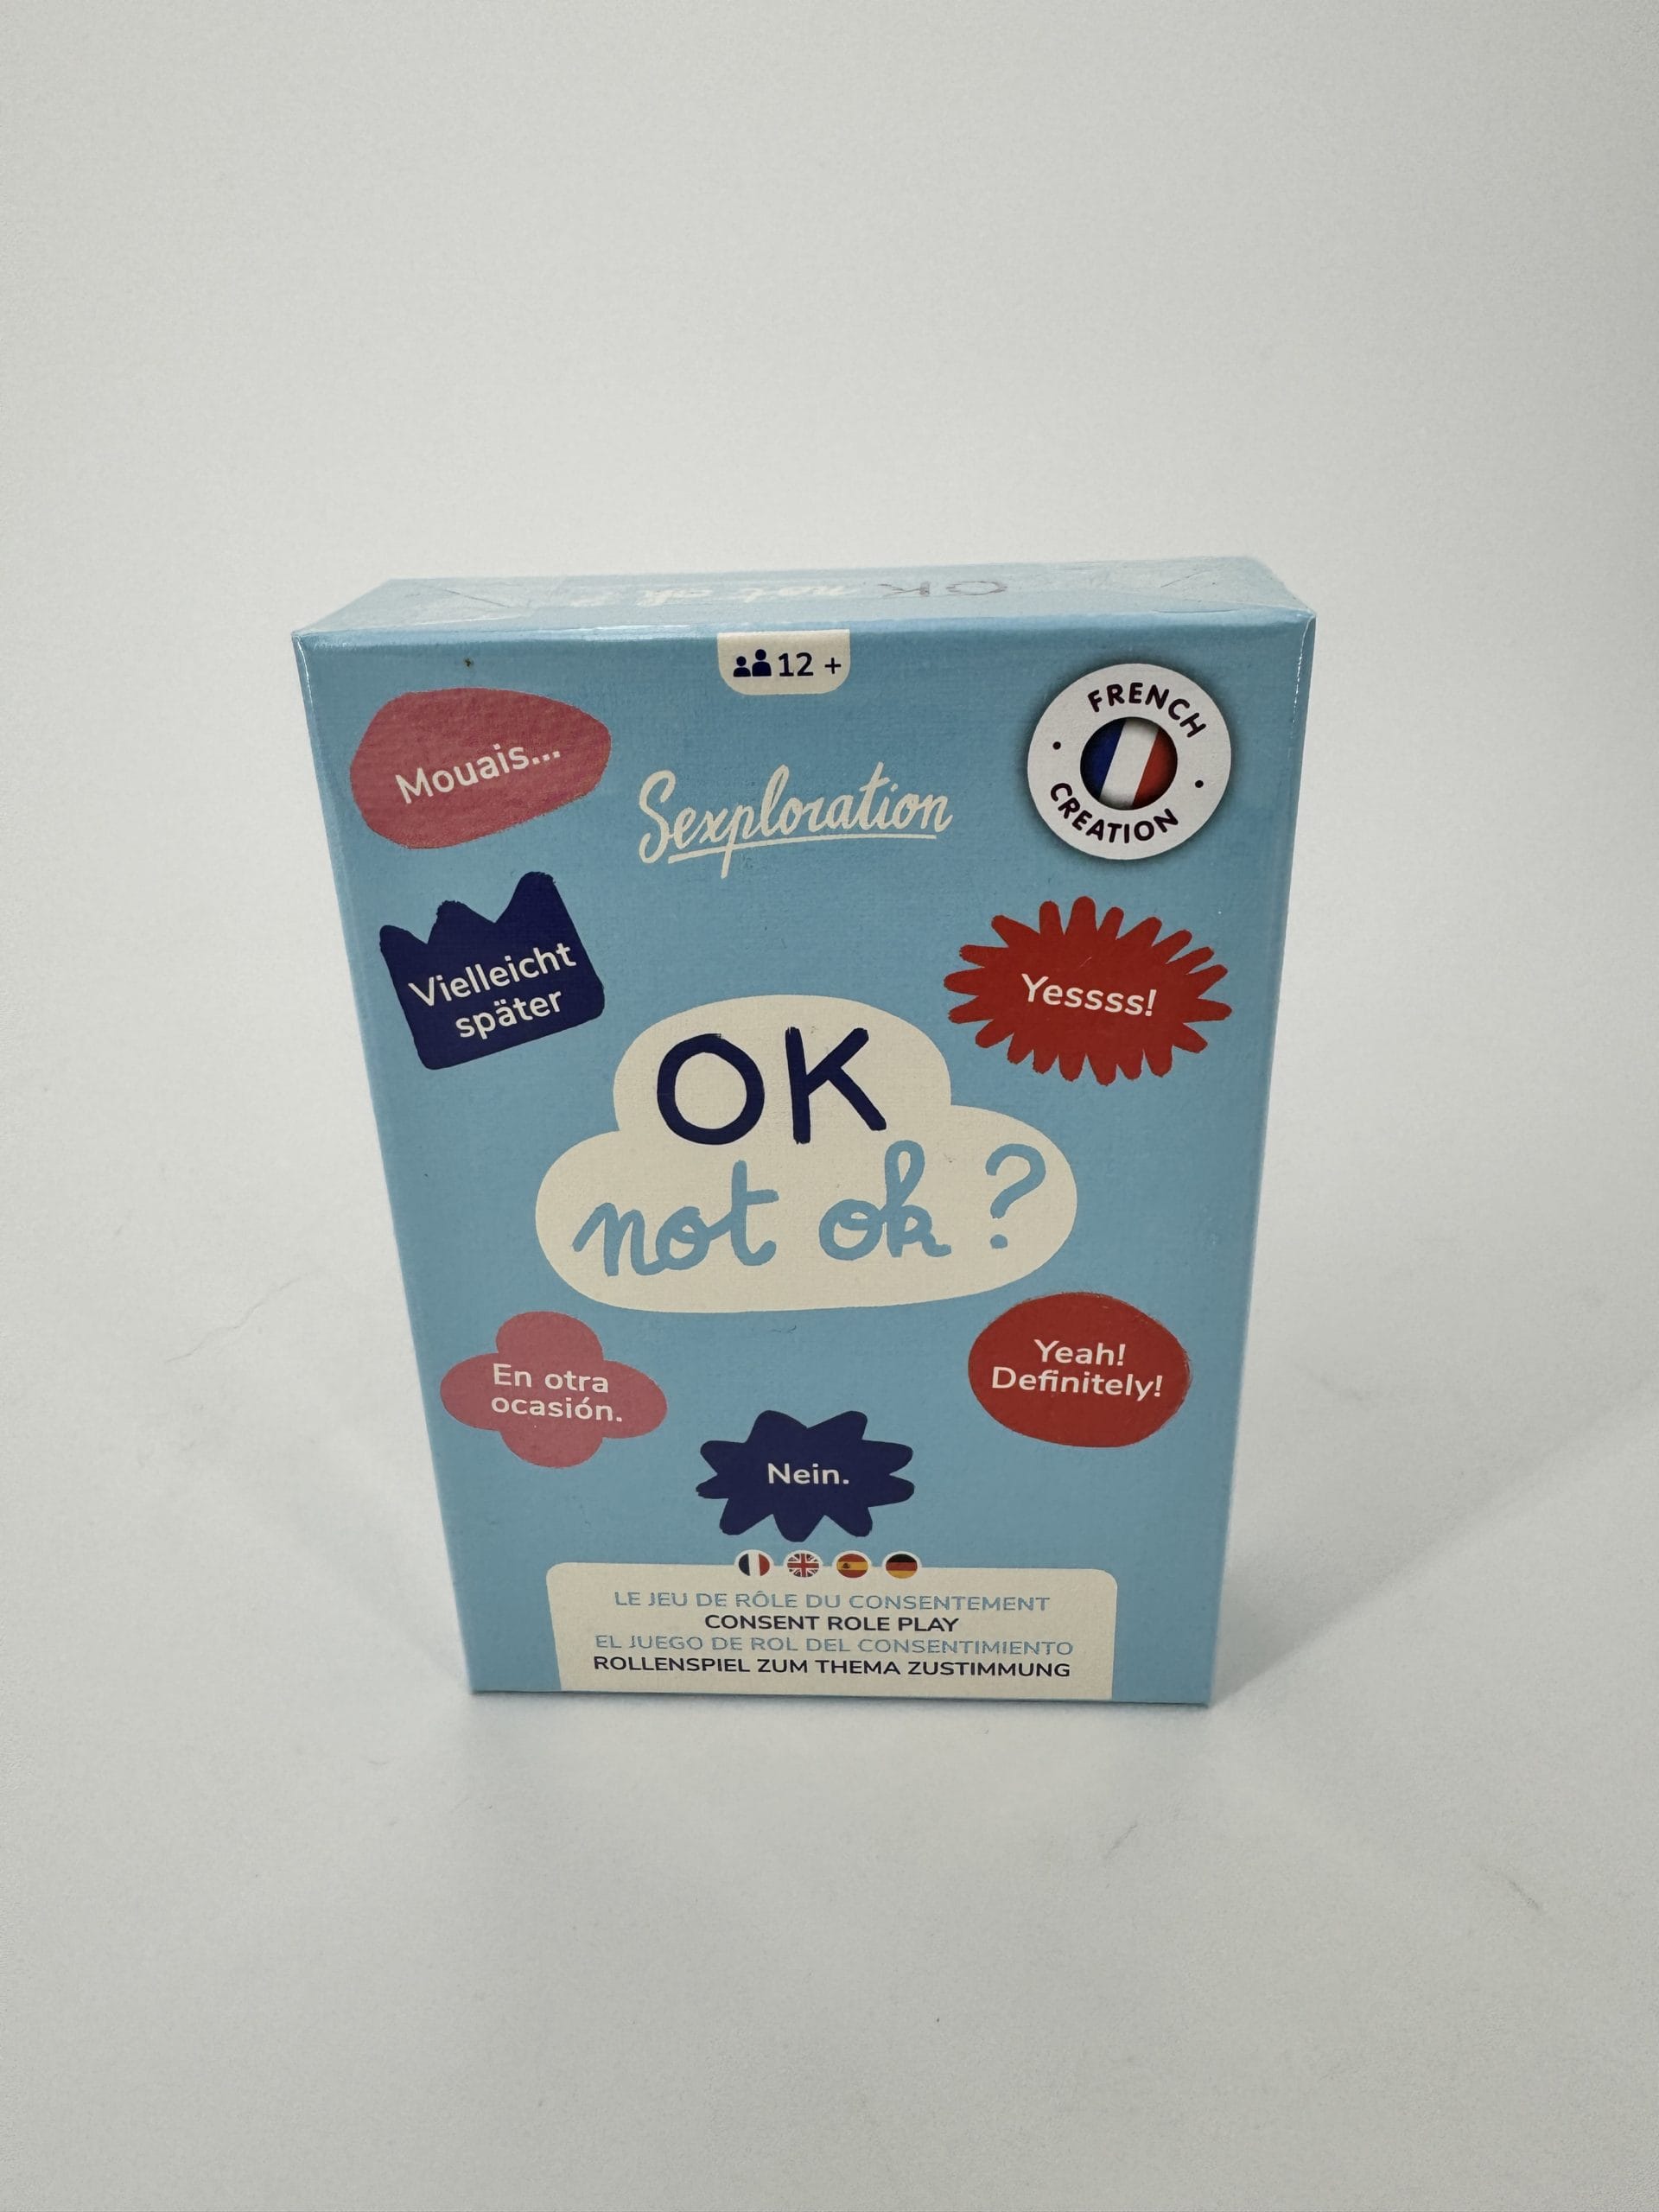 OK not ok ?
12 +
Mouais...
Sexploration
FRENCH
CREATION
Vielleicht
später
Yessss!
OK
not ok ?
En otra
ocasión.
Yeah!
Definitely!
Nein.
LE JEU DE RÔLE DU CONSENTEMENT
CONSENT ROLE PLAY
EL JUEGO DE ROL DEL CONSENTIMIENTO
ROLLENSPIEL ZUM THEMA ZUSTIMMUNG